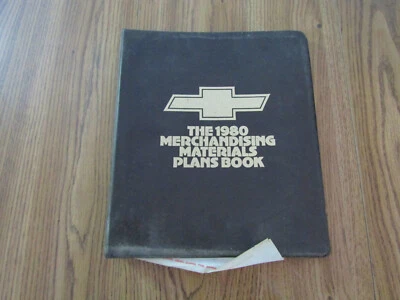 THE 1980
MERCHANDISING
MATERIALS
PLANS BOOK